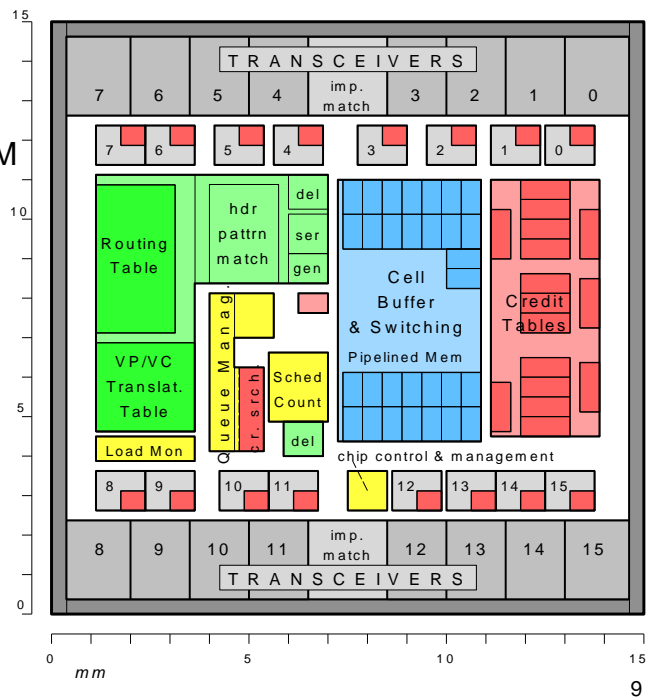 15
T R A N S C E I V E R S
7 6 5 4 imp. match 3 2 1 0
M
7 6 5 4 3 2 1 0
10
Routing
Table
hdr
pattrn
match
del
ser
gen
Cell
Buffer
& Switching
Pipelined Mem
Credit
Tables
VP/VC
Translat.
Table
Queue Manag.
cr. srch.
Sched
Count
5
Load Mon
del
chip control & management
8 9 10 11 12 13 14 15
8 9 10 11 imp. match 12 13 14 15
T R A N S C E I V E R S
0
0 5 10 15
mm
9